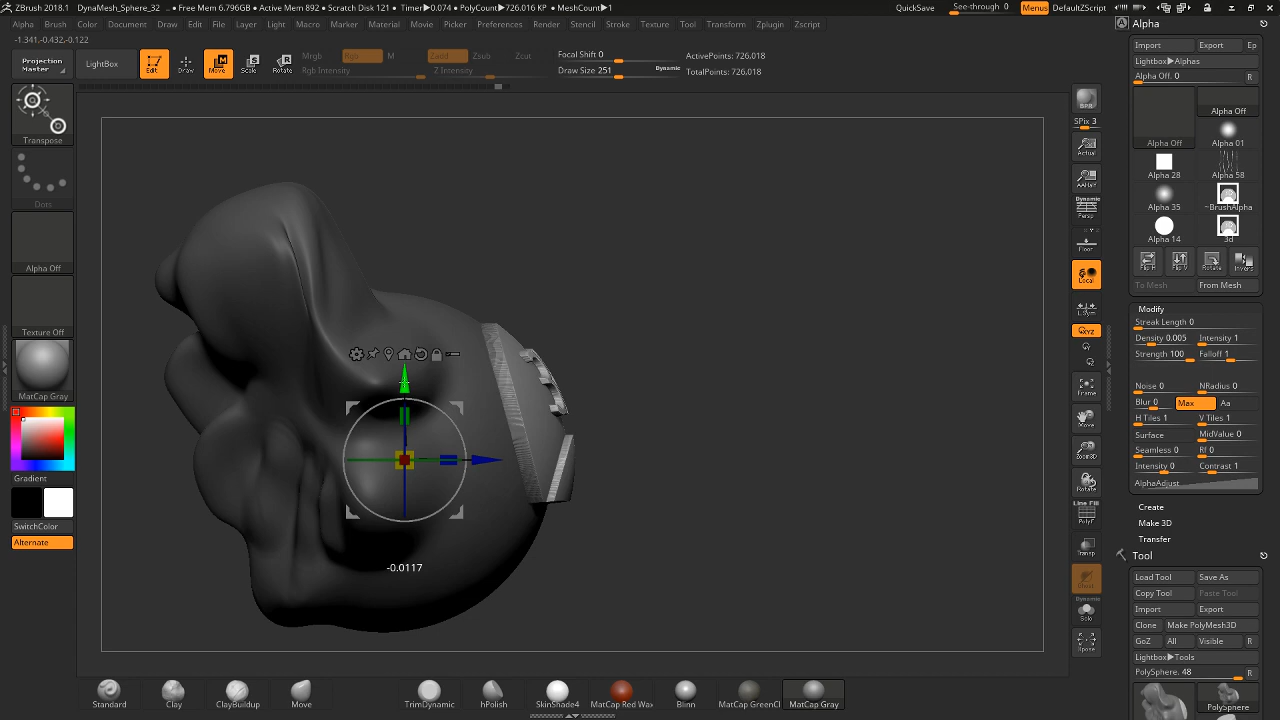 ZBrush 2018.1 DynaMesh_Sphere_32 .. • Free Mem 6.796GB • Active Mem 892 • Scratch Disk 121 • Timer▶0.074 • PolyCount▶726.016 KP • MeshCount▶1 QuickSave See-through 0 Menus DefaultZScript
Alpha Brush Color Document Draw Edit File Layer Light Macro Marker Material Movie Picker Preferences Render Stencil Stroke Texture Tool Transform Zplugin Zscript
-1.341,-0.432,-0.122
Projection Master
LightBox
Edit
Draw
Move
Scale
Rotate
Mrgb Rgb M
Rgb Intensity
Zadd Zsub Zcut
Z Intensity
Focal Shift 0
Draw Size 251 Dynamic
ActivePoints: 726,018
TotalPoints: 726,018
Transpose
Dots
Alpha Off
Texture Off
MatCap Gray
Gradient
SwitchColor
Alternate
-0.0117
BPR
SPix 3
Actual
AAHalf
Dynamic
Persp
Floor
Local
L.Sym
XYZ
Frame
Move
Zoom3D
Rotate
Line Fill
PolyF
Transp
Ghost
Dynamic
Solo
Xpose
Alpha
Import Export Ep
Lightbox▶Alphas
Alpha Off. 0 R
Alpha Off
Alpha Off
Alpha 01
Alpha 28 Alpha 58
Alpha 35 ~BrushAlpha
Alpha 14 3d
Flip H Flip V Rotate Invers
To Mesh From Mesh
Modify
Streak Length 0
Density 0.005 Intensity 1
Strength 100 Falloff 1
Noise 0 NRadius 0
Blur 0 Max Aa
H Tiles 1 V Tiles 1
Surface MidValue 0
Seamless 0 Rf 0
Intensity 0 Contrast 1
AlphaAdjust
Create
Make 3D
Transfer
Tool
Load Tool Save As
Copy Tool Paste Tool
Import Export
Clone Make PolyMesh3D
GoZ All Visible R
Lightbox▶Tools
PolySphere. 48 R
PolySphere
Standard Clay ClayBuildup Move TrimDynamic hPolish SkinShade4 MatCap Red Wax Blinn MatCap GreenCl MatCap Gray